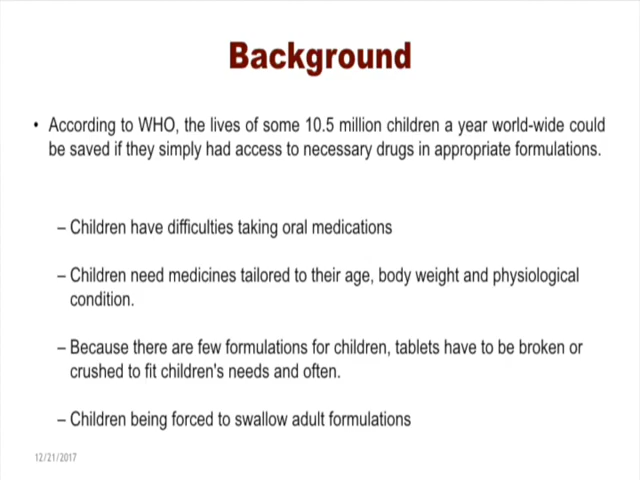 Background
• According to WHO, the lives of some 10.5 million children a year world-wide could
be saved if they simply had access to necessary drugs in appropriate formulations.
– Children have difficulties taking oral medications
– Children need medicines tailored to their age, body weight and physiological
condition.
– Because there are few formulations for children, tablets have to be broken or
crushed to fit children's needs and often.
– Children being forced to swallow adult formulations
12/21/2017